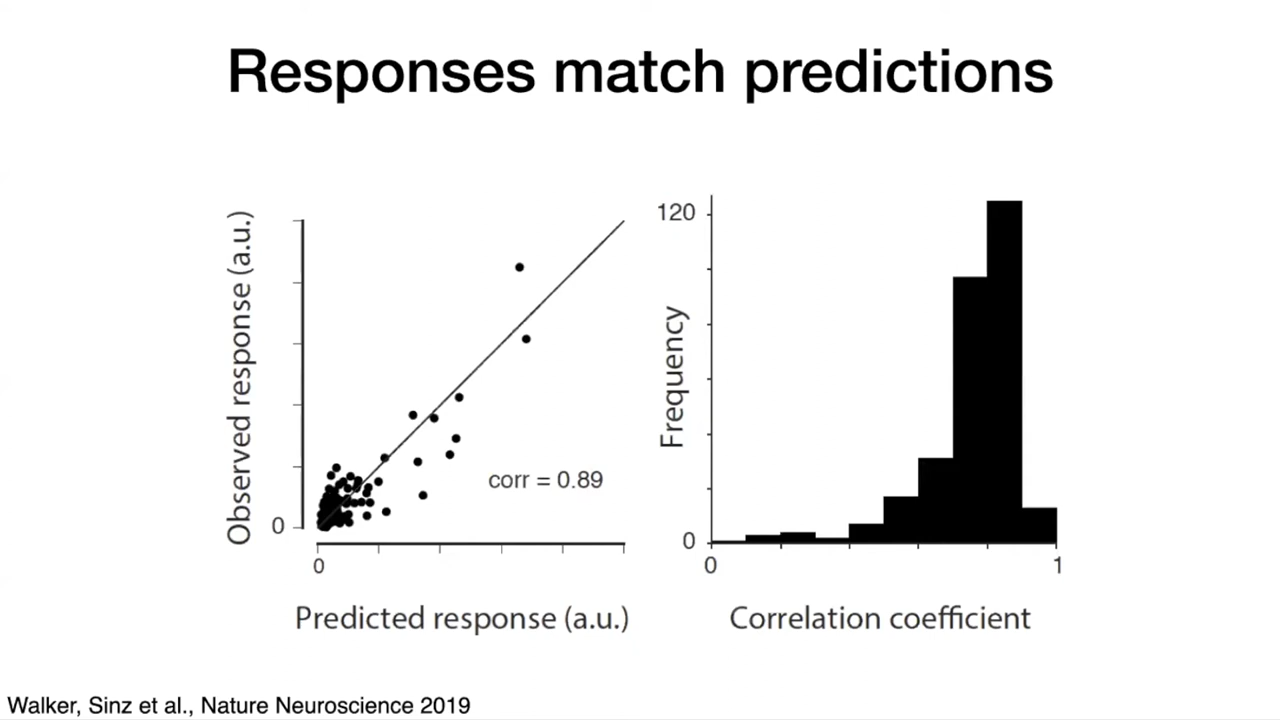 Responses match predictions
Observed response (a.u.)
0
corr = 0.89
0
Predicted response (a.u.)
120
Frequency
0
0
1
Correlation coefficient
Walker, Sinz et al., Nature Neuroscience 2019